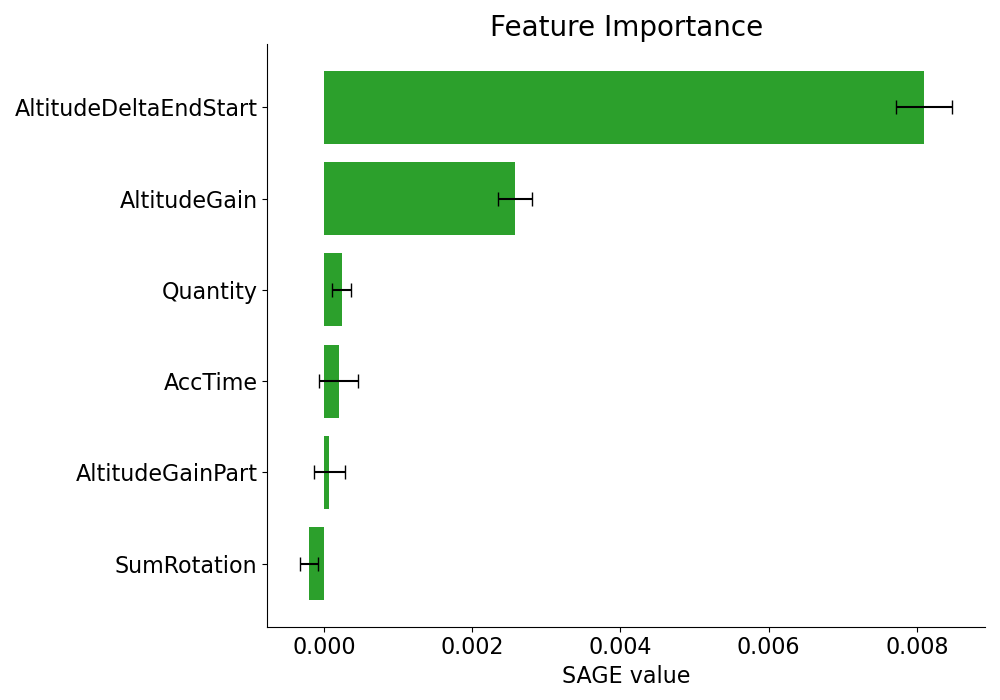 Feature Importance
AltitudeDeltaEndStart
AltitudeGain
Quantity
AccTime
AltitudeGainPart
SumRotation
0.000 0.002 0.004 0.006 0.008
SAGE value